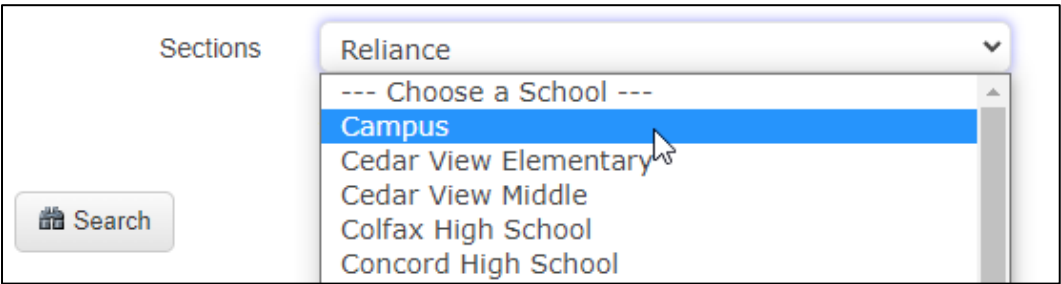 Sections
Reliance
--- Choose a School ---
Campus
Cedar View Elementary
Cedar View Middle
Colfax High School
Concord High School
Search